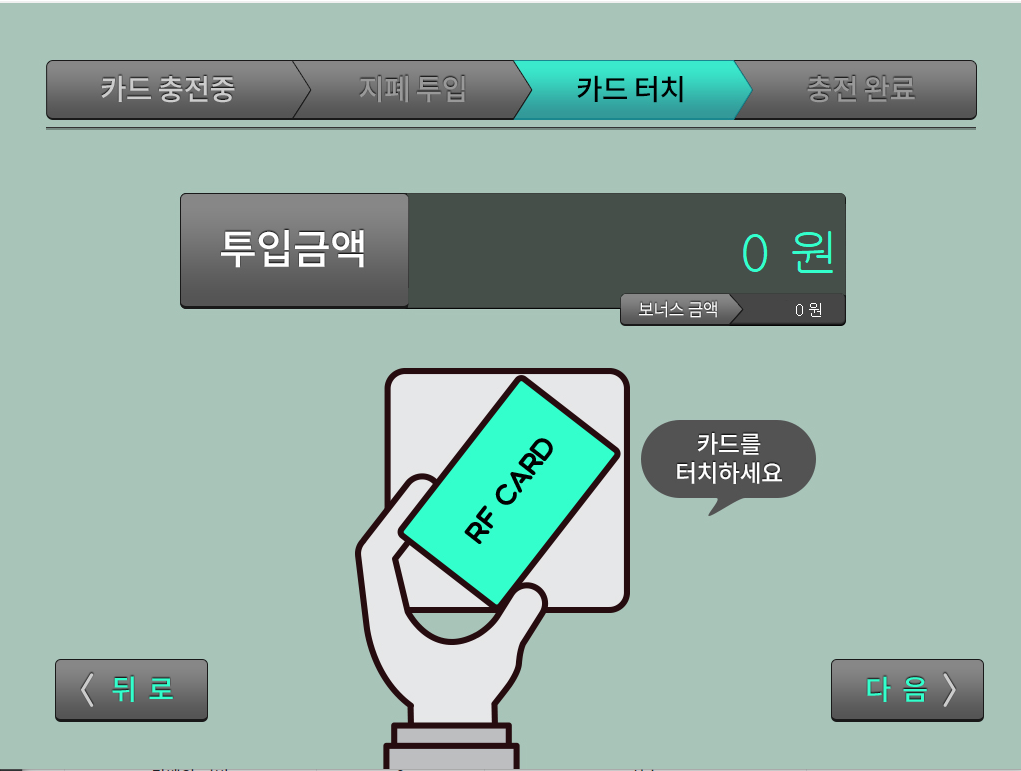 카드 충전중
지폐 투입
카드 터치
충전 완료
투입금액
0 원
보너스 금액
0 원
RF CARD
카드를
터치하세요
뒤 로
다 음